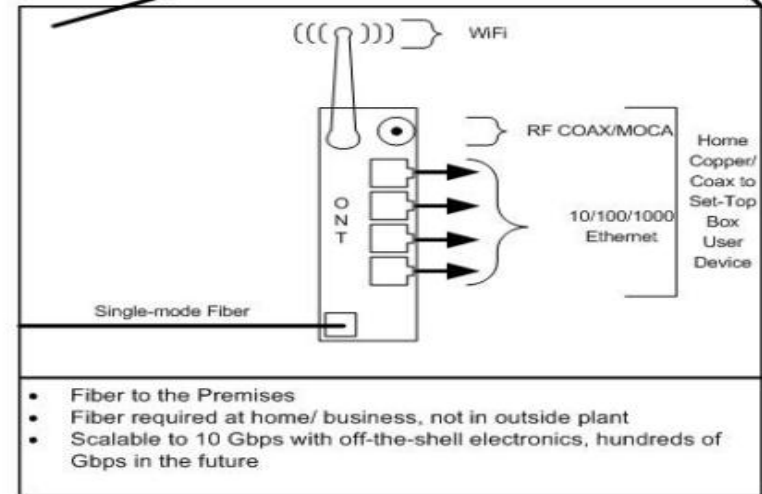 WiFi
RF COAX/MOCA
Home
Copper/
Coax to
Set-Top
Box
User
Device
10/100/1000
Ethernet
O
N
T
Single-mode Fiber
• Fiber to the Premises
• Fiber required at home/ business, not in outside plant
• Scalable to 10 Gbps with off-the-shell electronics, hundreds of
Gbps in the future